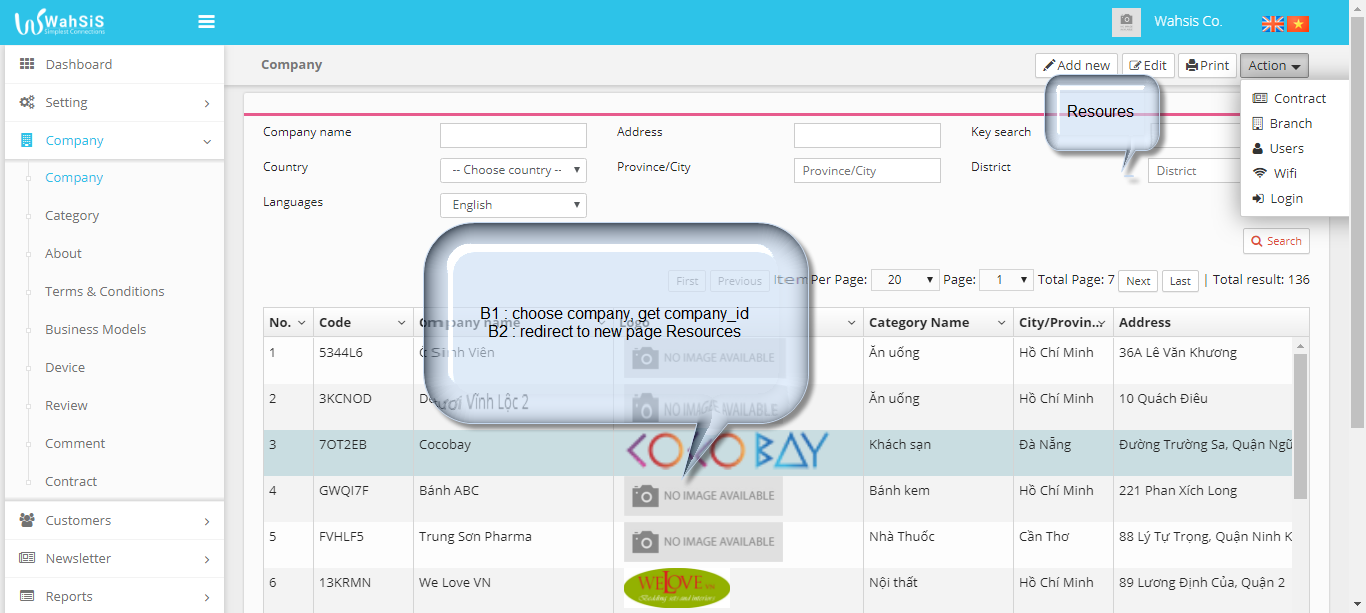 WahSiS
Simplest Connections
Wahsis Co.
Dashboard
Setting
Company
Company
Category
About
Terms & Conditions
Business Models
Device
Review
Comment
Contract
Customers
Newsletter
Reports
Company
Add new
Edit
Print
Action
Contract
Branch
Users
Wifi
Login
Resoures
Company name
Address
Key search
Country
-- Choose country --
Province/City
Province/City
District
District
Languages
English
Search
First Previous Item Per Page: 20 Page: 1 Total Page: 7 Next Last | Total result: 136
B1 : choose company, get company_id
B2 : redirect to new page Resources
No. Code Company name Logo Category Name City/Provin... Address
1 5344L6 Sinh Viên NO IMAGE AVAILABLE Ăn uống Hồ Chí Minh 36A Lê Văn Khương
2 3KCNOD Vĩnh Lộc 2 NO IMAGE AVAILABLE Ăn uống Hồ Chí Minh 10 Quách Điêu
3 7OT2EB Cocobay COCO BAY Khách sạn Đà Nẵng Đường Trường Sa, Quận Ngũ
4 GWQI7F Bánh ABC NO IMAGE AVAILABLE Bánh kem Hồ Chí Minh 221 Phan Xích Long
5 FVHLF5 Trung Sơn Pharma NO IMAGE AVAILABLE Nhà Thuốc Cần Thơ 88 Lý Tự Trọng, Quận Ninh K
6 13KRMN We Love VN WELOVE VN Bedding sets and interiors Nội thất Hồ Chí Minh 89 Lương Định Của, Quận 2